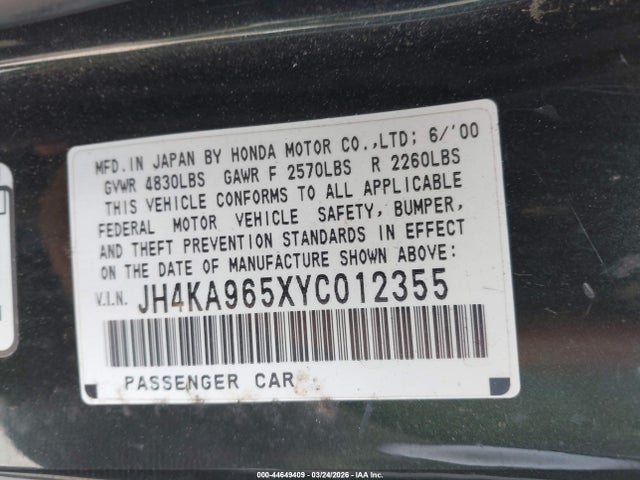 MFD. IN JAPAN BY HONDA MOTOR CO.,LTD; 6/'00
GVWR 4830LBS GAWR F 2570LBS R 2260LBS
THIS VEHICLE CONFORMS TO ALL APPLICABLE
FEDERAL MOTOR VEHICLE SAFETY, BUMPER,
AND THEFT PREVENTION STANDARDS IN EFFECT
ON THE DATE OF MANUFACTURE SHOWN ABOVE:
V.I.N. JH4KA965XYC012355
PASSENGER CAR
000-44649409 - 03/24/2026 - IAA Inc.